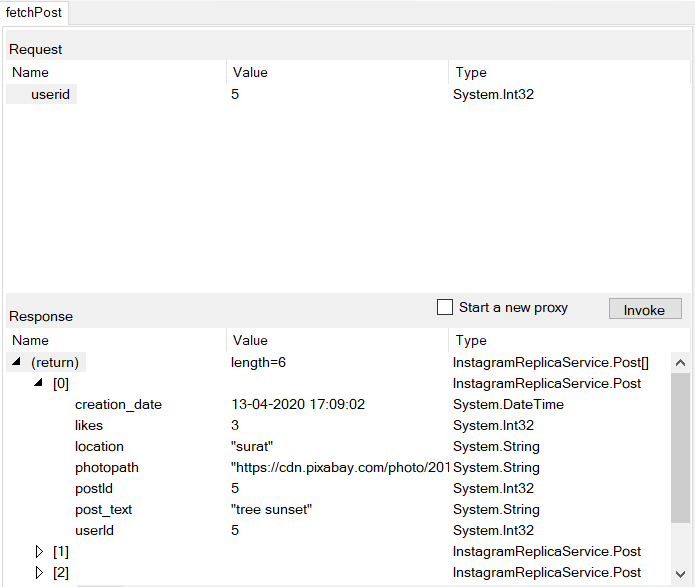 fetchPost
Request
Name Value Type
userid 5 System.Int32
Start a new proxy Invoke
Response
Name Value Type
(return) length=6 InstagramReplicaService.Post[]
[0] InstagramReplicaService.Post
creation_date 13-04-2020 17:09:02 System.DateTime
likes 3 System.Int32
location "surat" System.String
photopath "https://cdn.pixabay.com/photo/201 System.String
postId 5 System.Int32
post_text "tree sunset" System.String
userId 5 System.Int32
[1] InstagramReplicaService.Post
[2] InstagramReplicaService.Post